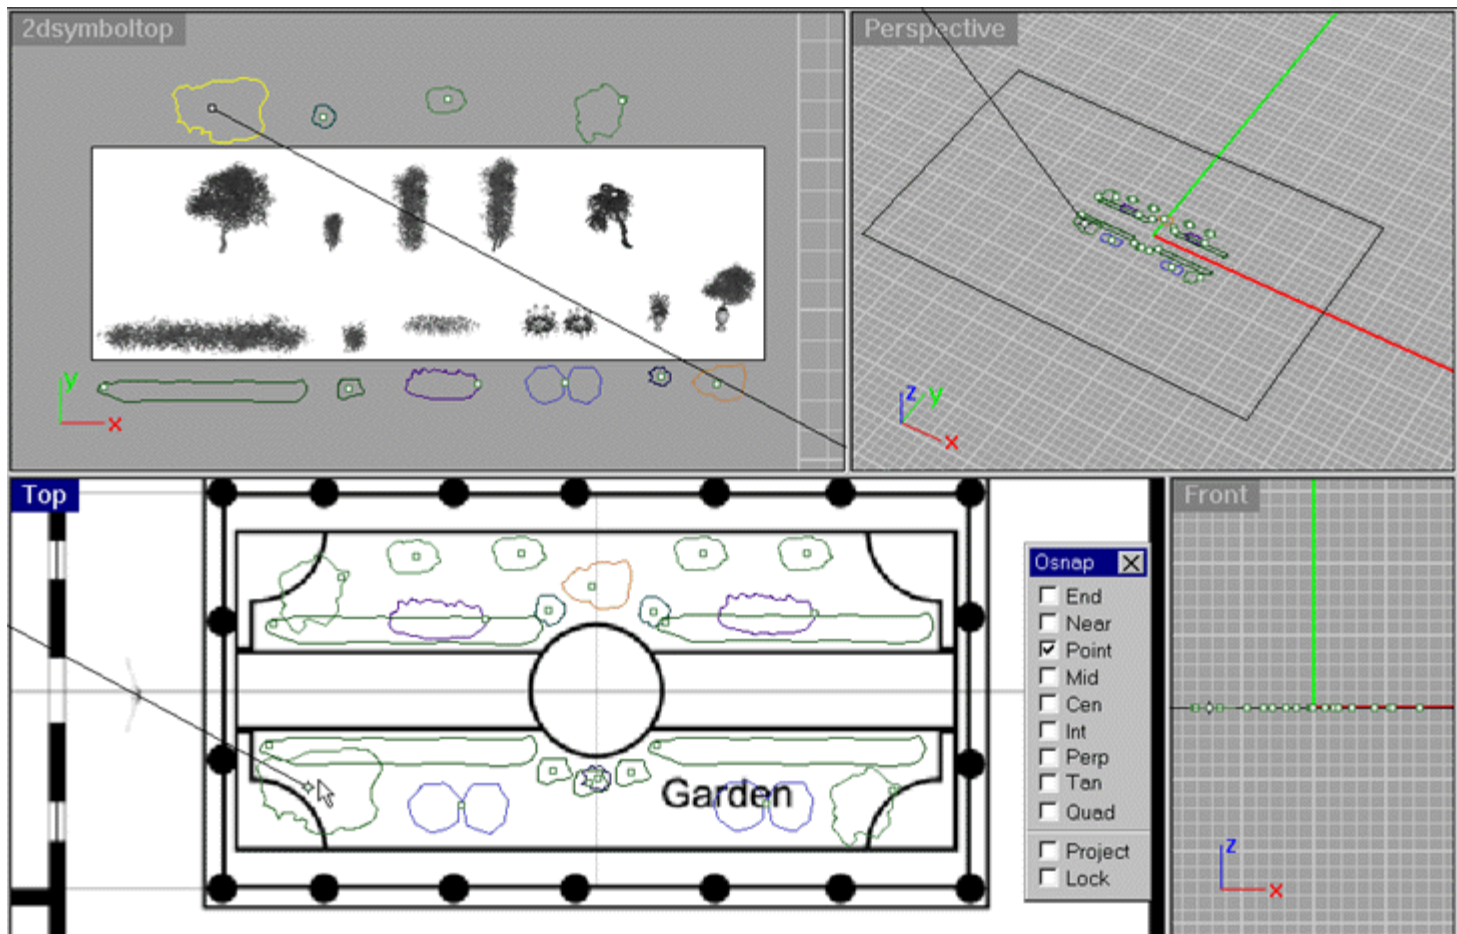 2dsymboltop
Perspective
y
x
z
y
x
Top
Front
Osnap
End
Near
Point
Mid
Cen
Int
Perp
Tan
Quad
Project
Lock
Garden
z
x